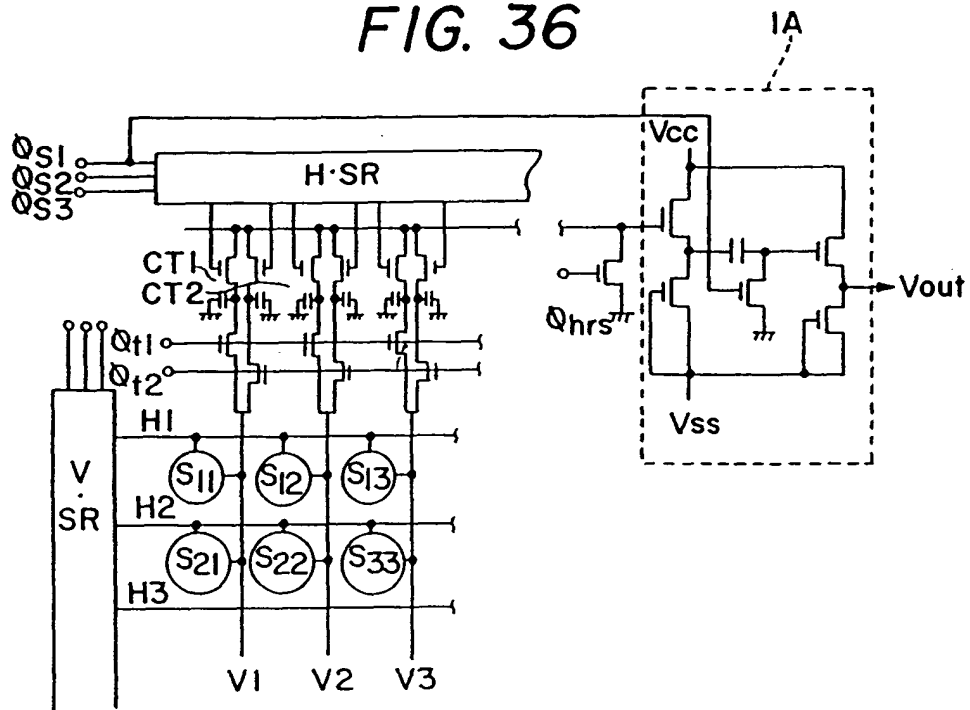 FIG. 36
1A
ØS1
ØS2
ØS3
H·SR
Vcc
CT1
CT2
Øhrs
Vout
Øt1
Øt2
Vss
H1
V·SR
S11
S12
S13
H2
S21
S22
S33
H3
V1
V2
V3